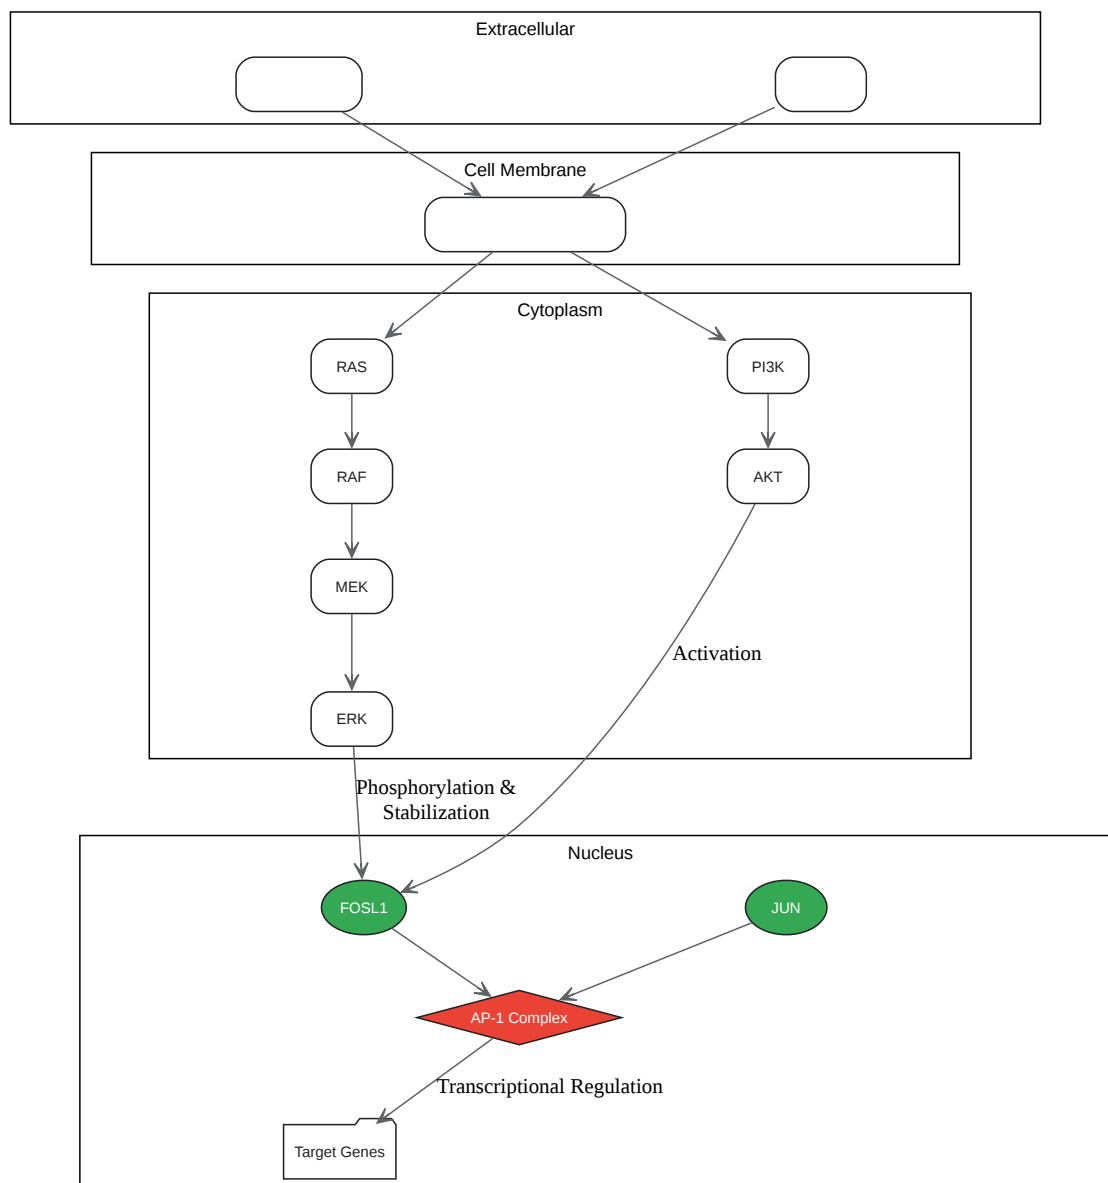 Extracellular
Cell Membrane
Cytoplasm
RAS
PI3K
RAF
AKT
MEK
Activation
ERK
Phosphorylation &
Stabilization
Nucleus
FOSL1
JUN
AP-1 Complex
Transcriptional Regulation
Target Genes